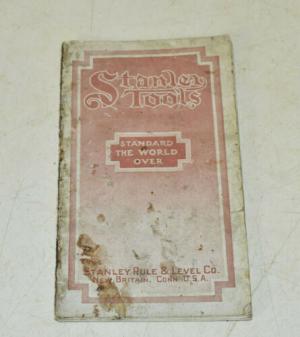 Stanley
Tools
STANDARD
THE WORLD
OVER
STANLEY RULE & LEVEL CO.
NEW BRITAIN, CONN. U.S.A.